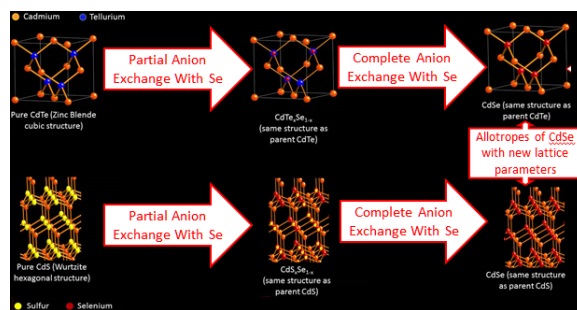 Cadmium
Tellurium
Partial Anion
Exchange With Se
Complete Anion
Exchange With Se
Pure CdTe (Zinc Blende
cubic structure)
CdTeₓSe₁₋ₓ
(same structure as
parent CdTe)
CdSe (same structure as
parent CdTe)
Allotropes of CdSe
with new lattice
parameters
Partial Anion
Exchange With Se
Complete Anion
Exchange With Se
Pure CdS (Wurtzite
hexagonal structure)
CdSₓSe₁₋ₓ
(same structure as
parent CdS)
CdSe (same structure
as parent CdS)
Sulfur
Selenium